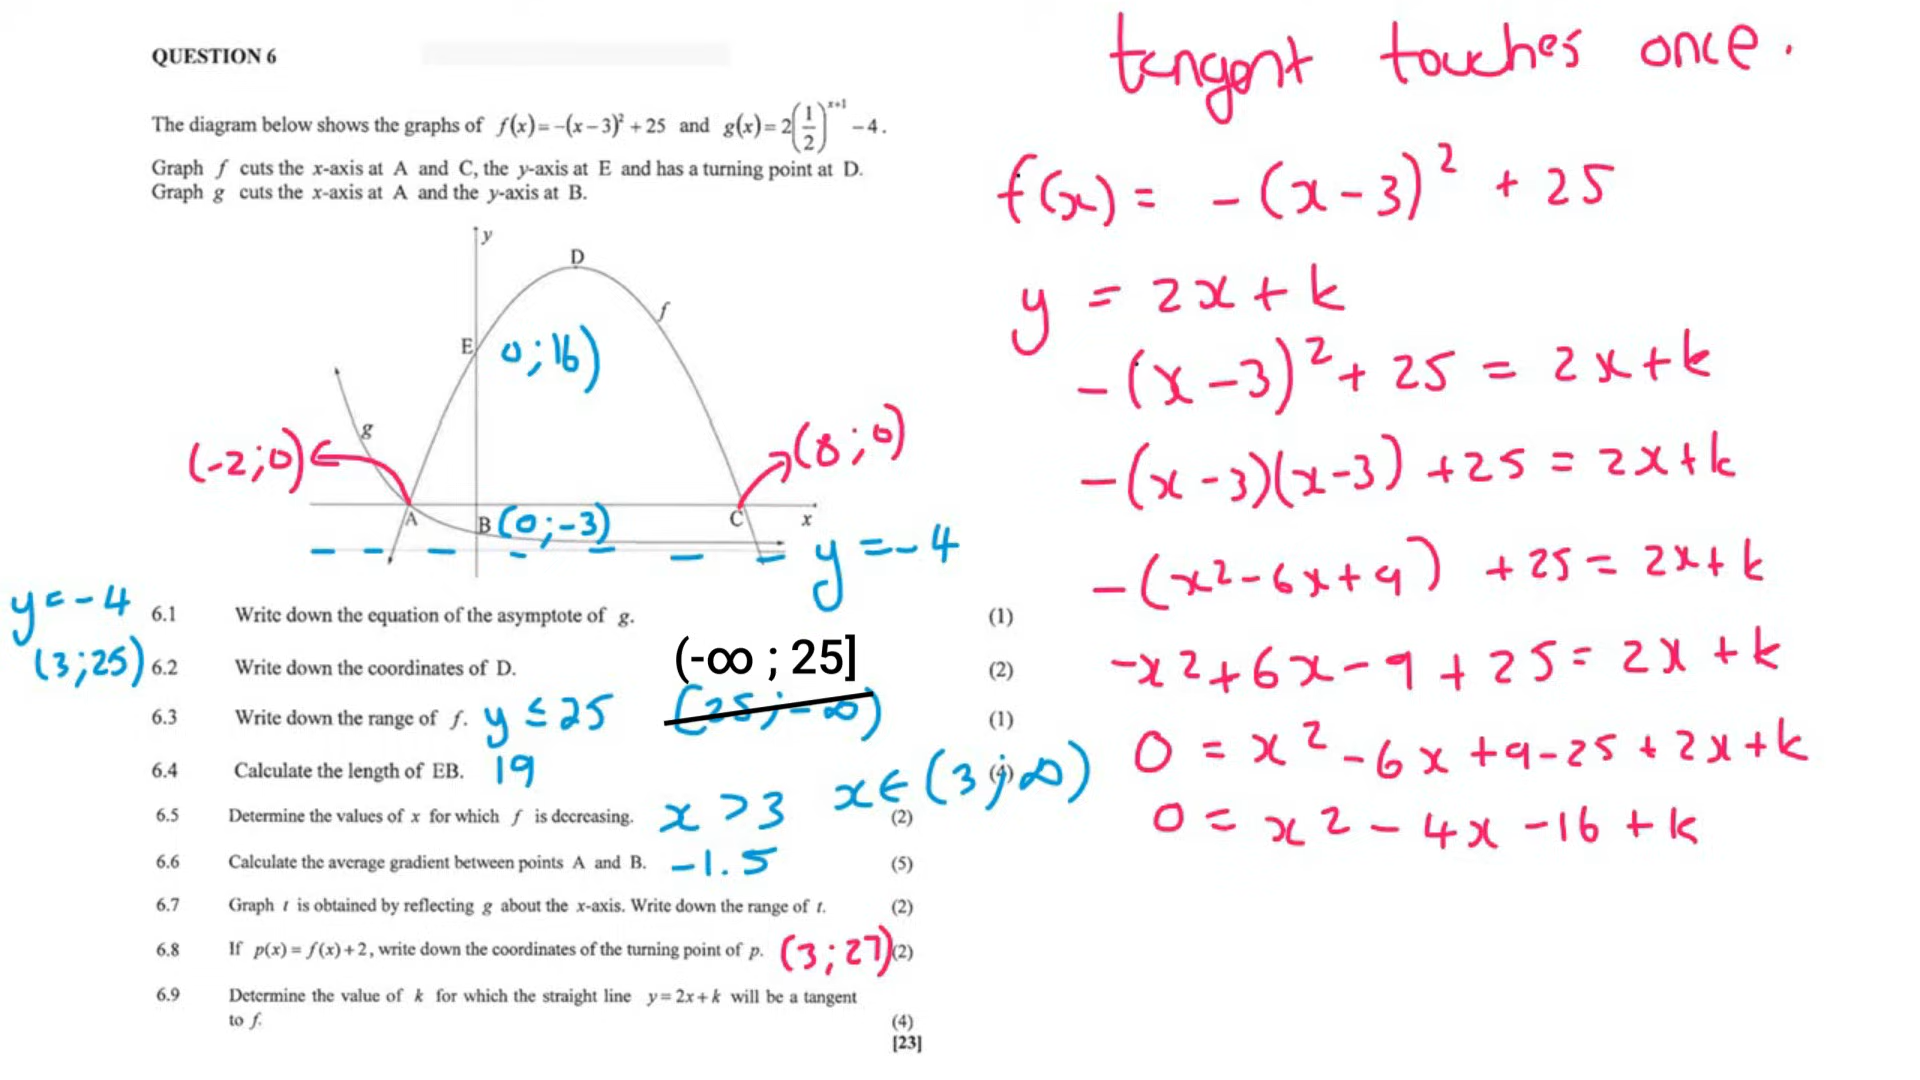 QUESTION 6
The diagram below shows the graphs of f(x)=-(x-3)²+25 and g(x)=2(1/2)^(x+1)-4.
Graph f cuts the x-axis at A and C, the y-axis at E and has a turning point at D.
Graph g cuts the x-axis at A and the y-axis at B.
y
D
f
E
0;16)
g
(-2;0)
(8;0)
A
B
(0;-3)
C
x
y=-4
y=-4
6.1 Write down the equation of the asymptote of g. (1)
(-∞ ; 25]
(3;25) 6.2 Write down the coordinates of D. (2)
6.3 Write down the range of f. y≤25 (25;-∞) (1)
6.4 Calculate the length of EB. 19 (4)
6.5 Determine the values of x for which f is decreasing. x>3 x∈(3;∞) (2)
6.6 Calculate the average gradient between points A and B. -1.5 (5)
6.7 Graph t is obtained by reflecting g about the x-axis. Write down the range of t. (2)
6.8 If p(x)=f(x)+2, write down the coordinates of the turning point of p. (3;27) (2)
6.9 Determine the value of k for which the straight line y=2x+k will be a tangent
to f. (4)
[23]
tangent touches once.
f(x)= -(x-3)² +25
y = 2x+k
-(x-3)²+25 = 2x+k
-(x-3)(x-3) +25 = 2x+k
-(x²-6x+9) +25 = 2x+k
-x²+6x-9+25=2x+k
0 = x²-6x+9-25+2x+k
0 = x²-4x-16+k